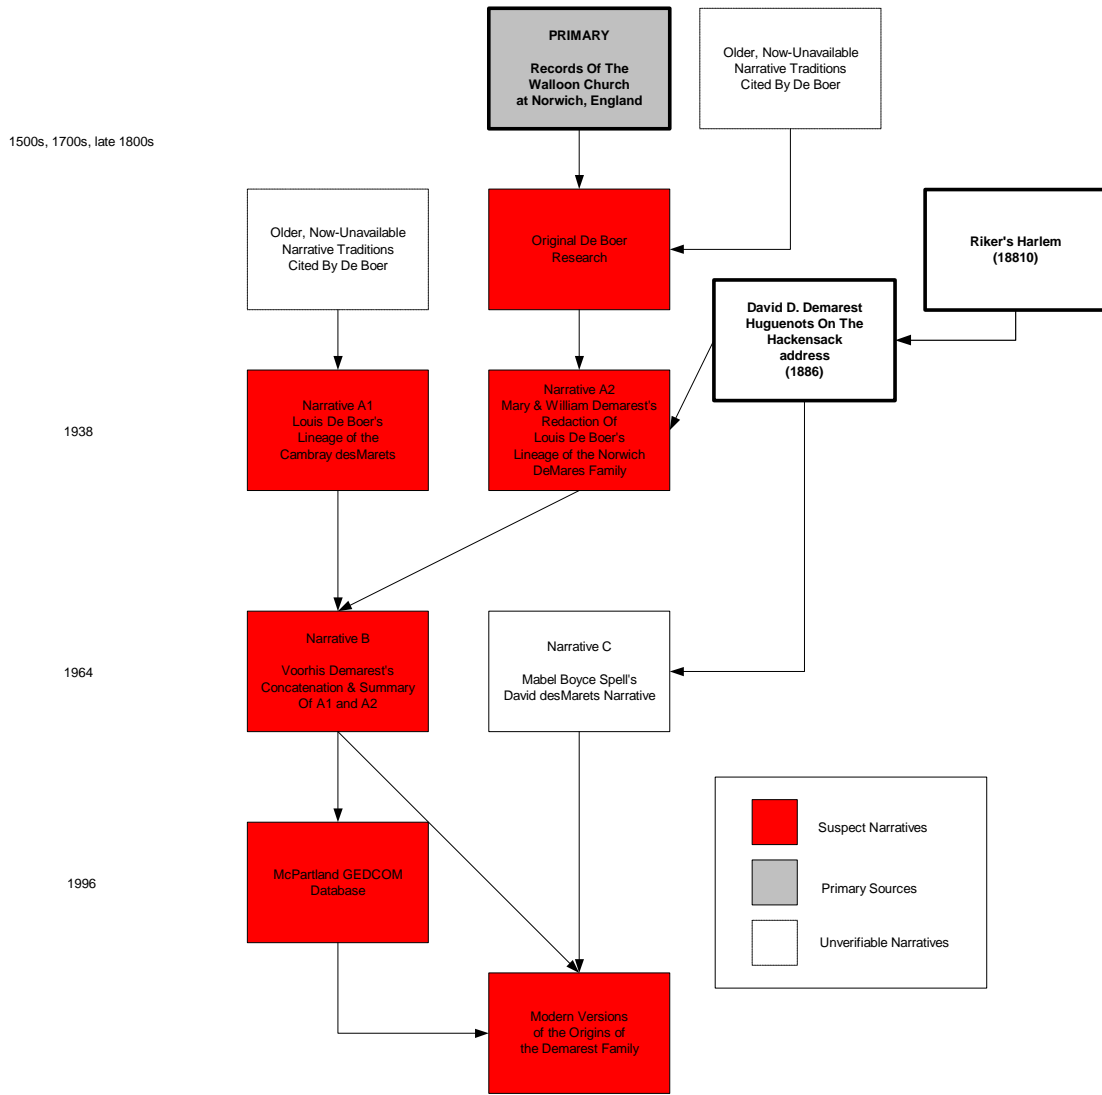 PRIMARY
Records Of The
Walloon Church
at Norwich, England
Older, Now-Unavailable
Narrative Traditions
Cited By De Boer
1500s, 1700s, late 1800s
Older, Now-Unavailable
Narrative Traditions
Cited By De Boer
Original De Boer
Research
Riker's Harlem
(18810)
David D. Demarest
Huguenots On The
Hackensack
address
(1886)
1938
Narrative A1
Louis De Boer's
Lineage of the
Cambray desMarets
Narrative A2
Mary & William Demarest's
Redaction Of
Louis De Boer's
Lineage of the Norwich
DeMares Family
1964
Narrative B
Voorhis Demarest's
Concatenation & Summary
Of A1 and A2
Narrative C
Mabel Boyce Spell's
David desMarets Narrative
Suspect Narratives
Primary Sources
Unverifiable Narratives
1996
McPartland GEDCOM
Database
Modern Versions
of the Origins of
the Demarest Family